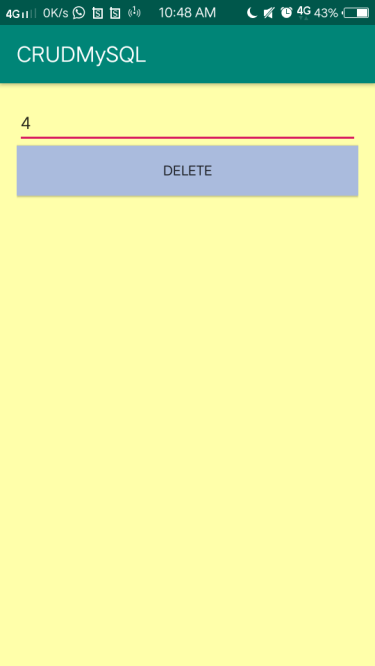 4G 0K/s 10:48 AM 4G 43%
CRUDMySQL
4
DELETE